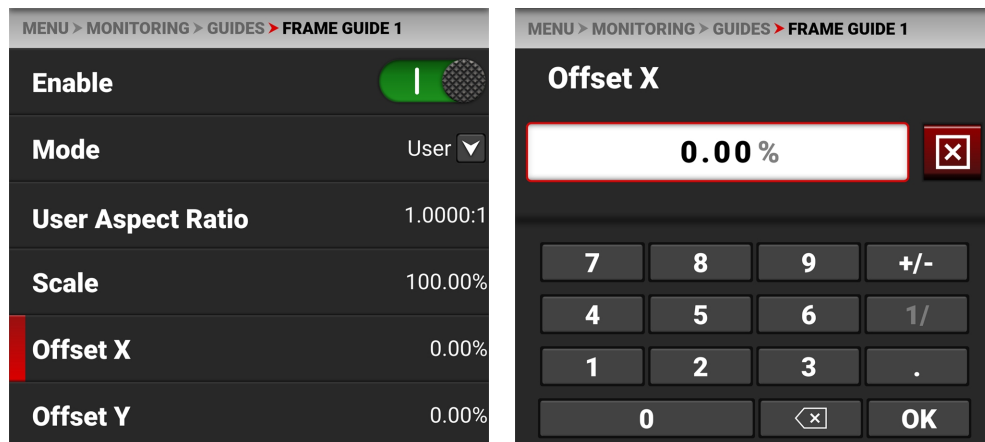 MENU > MONITORING > GUIDES > FRAME GUIDE 1
Enable
Mode User
User Aspect Ratio 1.0000:1
Scale 100.00%
Offset X 0.00%
Offset Y 0.00%
MENU > MONITORING > GUIDES > FRAME GUIDE 1
Offset X
0.00 %
7 8 9 +/-
4 5 6 1/
1 2 3 .
0 OK